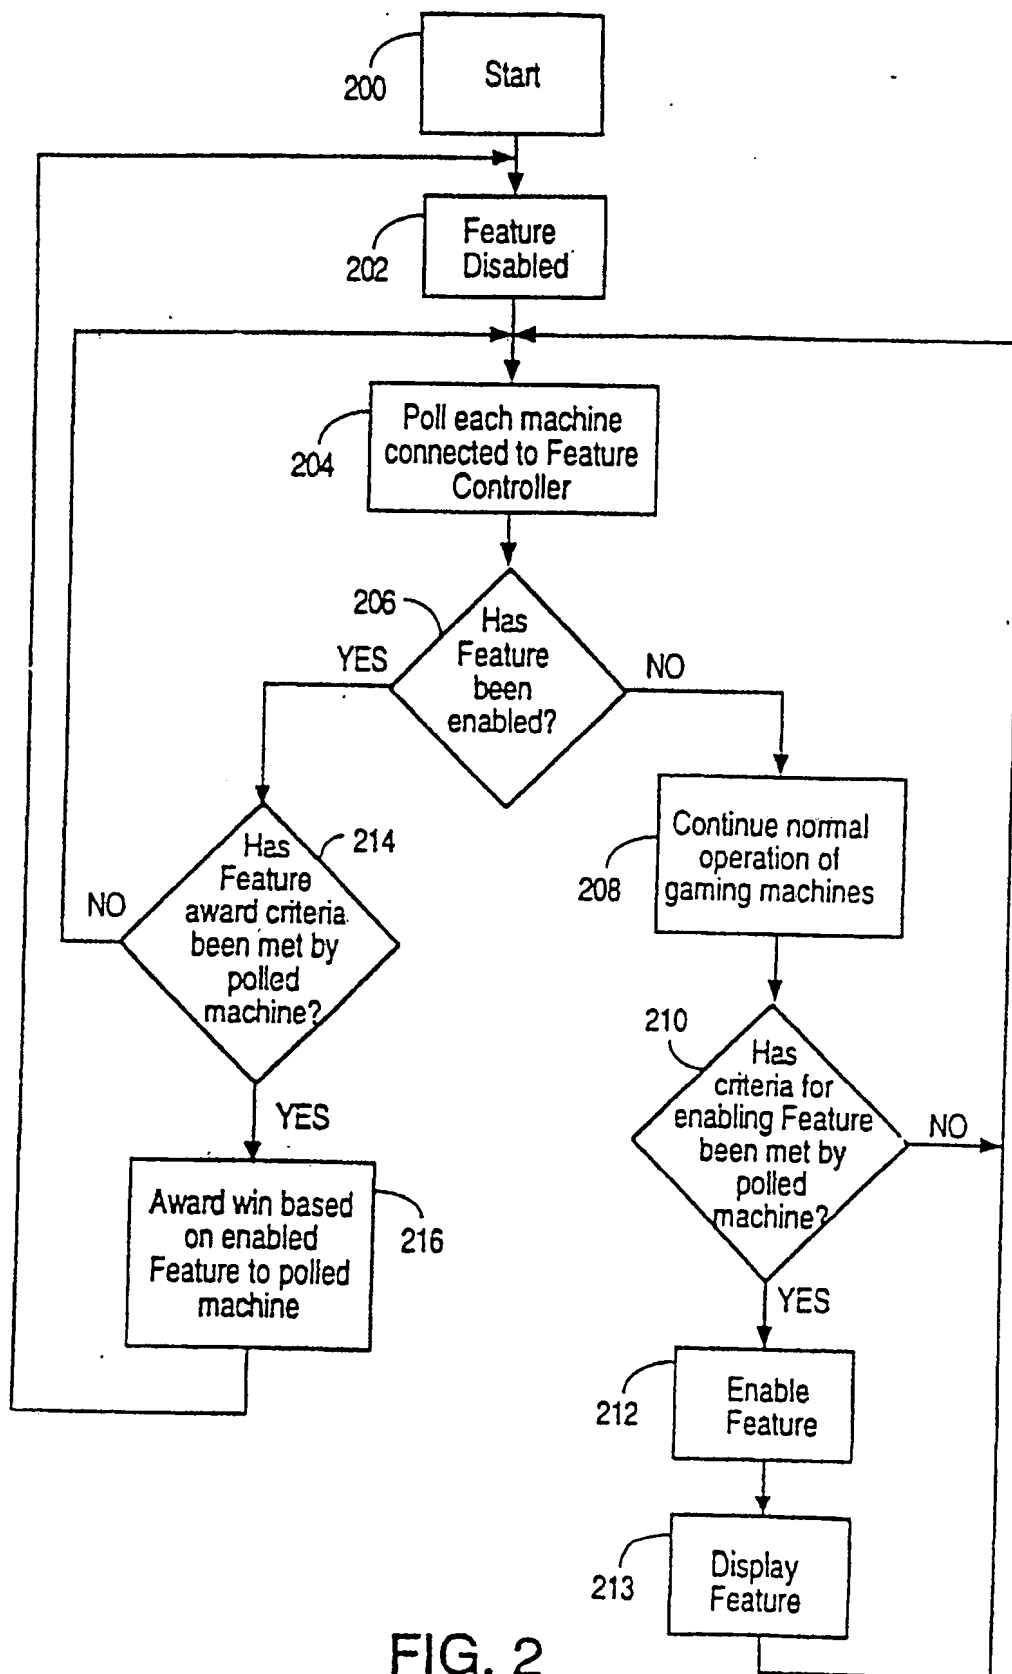 Start
200
Feature
Disabled
202
Poll each machine
connected to Feature
Controller
204
206
Has
Feature
been
enabled?
YES
NO
Has
Feature
award criteria
been met by
polled
machine?
214
NO
YES
Continue normal
operation of
gaming machines
208
210
Has
criteria for
enabling Feature
been met by
polled
machine?
NO
YES
Award win based
on enabled
Feature to polled
machine
216
Enable
Feature
212
Display
Feature
213
FIG. 2